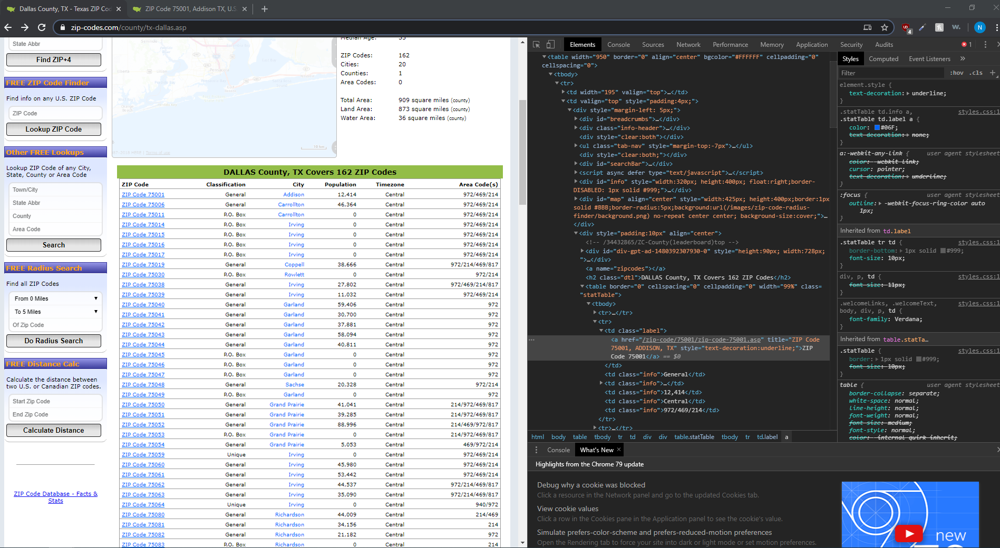 Dallas County, TX - Texas ZIP Co
ZIP Code 75001, Addison TX, U.S.
zip-codes.com/county/tx-dallas.asp
4
N
State Abbr
Find ZIP+4
FREE ZIP Code Finder
Find info on any U.S. ZIP Code
ZIP Code
Lookup ZIP Code
Other FREE Lookups
Lookup ZIP Code of any City,
State, County or Area Code
Town/City
State Abbr
County
Area Code
Search
FREE Radius Search
Find all ZIP Codes
From 0 Miles
To 5 Miles
Of Zip Code
Do Radius Search
FREE Distance Calc
Calculate the distance between
two U.S. or Canadian ZIP codes.
Start Zip Code
End Zip Code
Calculate Distance
ZIP Code Database - Facts &
Stats
Pensacola
Lillian
Terms of use
Median Age: 33
ZIP Codes: 162
Cities: 20
Counties: 1
Area Codes: 0
Total Area: 909 square miles (county)
Land Area: 873 square miles (county)
Water Area: 36 square miles (county)
DALLAS County, TX Covers 162 ZIP Codes
ZIP Code Classification City Population Timezone Area Code(s)
ZIP Code 75001 General Addison 12,414 Central 972/469/214
ZIP Code 75006 General Carrollton 46,364 Central 972/469/214
ZIP Code 75011 P.O. Box Carrollton 0 Central 972/469/214
ZIP Code 75014 P.O. Box Irving 0 Central 972/469/214
ZIP Code 75015 P.O. Box Irving 0 Central 972/469/214
ZIP Code 75016 P.O. Box Irving 0 Central 972/469/214
ZIP Code 75017 P.O. Box Irving 0 Central 972/469/214
ZIP Code 75019 General Coppell 38,666 Central 972/214/469/817
ZIP Code 75030 P.O. Box Rowlett 0 Central 972/214
ZIP Code 75038 General Irving 27,802 Central 972/469/214/817
ZIP Code 75039 General Irving 11,032 Central 972/469/214
ZIP Code 75040 General Garland 59,406 Central 972
ZIP Code 75041 General Garland 30,700 Central 972
ZIP Code 75042 General Garland 37,881 Central 972
ZIP Code 75043 General Garland 58,094 Central 972
ZIP Code 75044 General Garland 40,811 Central 972
ZIP Code 75045 P.O. Box Garland 0 Central 972
ZIP Code 75046 P.O. Box Garland 0 Central 972
ZIP Code 75047 P.O. Box Garland 0 Central 972
ZIP Code 75048 General Sachse 20,328 Central 972/214
ZIP Code 75049 P.O. Box Garland 0 Central 972
ZIP Code 75050 General Grand Prairie 41,041 Central 214/972/469/817
ZIP Code 75051 General Grand Prairie 39,285 Central 214/972/469/817
ZIP Code 75052 General Grand Prairie 88,996 Central 214/469/972/817
ZIP Code 75053 P.O. Box Grand Prairie 0 Central 214/972/469/817
ZIP Code 75054 General Grand Prairie 5,053 Central 469/972/214
ZIP Code 75059 Unique Irving 0 Central 972/469/214
ZIP Code 75060 General Irving 45,980 Central 972/469/214
ZIP Code 75061 General Irving 53,442 Central 972/469/214
ZIP Code 75062 General Irving 44,537 Central 972/214/469/817
ZIP Code 75063 General Irving 35,090 Central 972/214/469/817
ZIP Code 75064 Unique Irving 0 Central 940/972
ZIP Code 75080 General Richardson 44,009 Central 214/469
ZIP Code 75081 General Richardson 34,156 Central 214
ZIP Code 75082 General Richardson 21,182 Central 972
ZIP Code 75083 P.O. Box Richardson 0 Central 214
Elements Console Sources Network Performance Memory Application Security Audits 1
<table width="950" border="0" align="center" bgcolor="#FFFFFF" cellpadding="0"
cellspacing="0">
<tbody>
<tr>
<td width="195" valign="top">…</td>
<td valign="top" style="padding:4px;">
<div style="margin-left: 5px;">
<div id="breadcrumbs">…</div>
<div class="info-header">…</div>
<div style="clear:both"></div>
<ul class="tab-nav" style="margin-top:-7px">…</ul>
<div style="clear:both;"></div>
<div id="searchBar">…</div>
<script async defer type="text/javascript">…</script>
<div id="info" style="width:320px; height:400px; float:right;border-
DISABLED: 1px solid #999;">…</div>
<div id="map" align="center" style="width:425px; height:400px;border:1px
solid #BBB;border-radius:5px;background:url(/images/zip-code-radius-
finder/background.png) no-repeat center center; background-size:cover;">…
</div>
<div style="padding:10px" align="center">
<!-- /34432865/ZC-County(leaderboard)top -->
<div id="div-gpt-ad-1480392307930-0" style="height:90px; width:728px;
">…</div>
<a name="zipcodes"></a>
<h2 class="dtl">DALLAS County, TX Covers 162 ZIP Codes</h2>
<table border="0" cellspacing="0" cellpadding="0" width="99%" class=
"statTable">
<tbody>
<tr>…</tr>
<tr>
<td class="label">
<a href="/zip-code/75001/zip-code-75001.asp" title="ZIP Code
75001, ADDISON, TX" style="text-decoration:underline;">ZIP
Code 75001</a> == $0
</td>
<td class="info">General</td>
<td class="info">…</td>
<td class="info">12,414</td>
<td class="info">Central</td>
<td class="info">972/469/214</td>
</tr>
<tr>…</tr>
html body table tbody tr td div div table.statTable tbody tr td.label a
Styles Computed Event Listeners »
Filter :hov .cls +
element.style {
text-decoration: underline;
}
.statTable td.info a, styles.css:1
.statTable td.label a {
color: #06F;
text-decoration: none;
}
a:-webkit-any-link { user agent stylesheet
color: -webkit-link;
cursor: pointer;
text-decoration: underline;
}
:focus { user agent stylesheet
outline: -webkit-focus-ring-color auto
1px;
}
Inherited from td.label
.statTable tr td { styles.css:1
border-bottom: 1px solid #999;
font-size: 10px;
}
div, p, td { styles.css:1
font-size: 11px;
}
.welcomeLinks, .welcomeText, styles.css:1
body, div, p, td {
font-family: Verdana;
}
Inherited from table.statTa…
.statTable { styles.css:1
border: 1px solid #999;
font-size: 10px;
}
table { user agent stylesheet
border-collapse: separate;
white-space: normal;
line-height: normal;
font-weight: normal;
font-size: medium;
font-style: normal;
color: -internal-quirk-inherit;
Console What's New
Highlights from the Chrome 79 update
Debug why a cookie was blocked
Click a resource in the Network panel and go to the updated Cookies tab.
View cookie values
Click a row in the Cookies pane in the Application panel to see the cookie's value.
Simulate prefers-color-scheme and prefers-reduced-motion preferences
Open the Rendering tab to force your site into dark or light mode or set motion preferences.
new